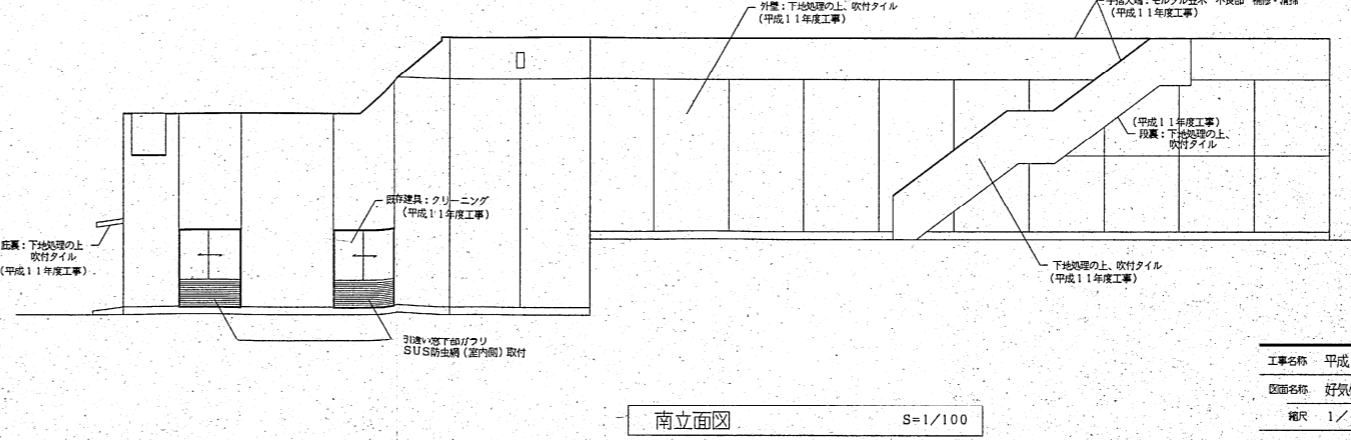 外壁：下地処理の上、吹付タイル
(平成11年度工事)
手摺天端：モルタル笠木 不良部 補修・清掃
(平成11年度工事)
(平成11年度工事)
段裏：下地処理の上、
吹付タイル
既存建具：クリーニング
(平成11年度工事)
庇裏：下地処理の上
吹付タイル
(平成11年度工事)
下地処理の上、吹付タイル
(平成11年度工事)
引違い窓下部ガラリ
SUS防虫網(室内側)取付
南立面図 S=1/100
工事名称 平成
図面名称 好気
縮尺 1/